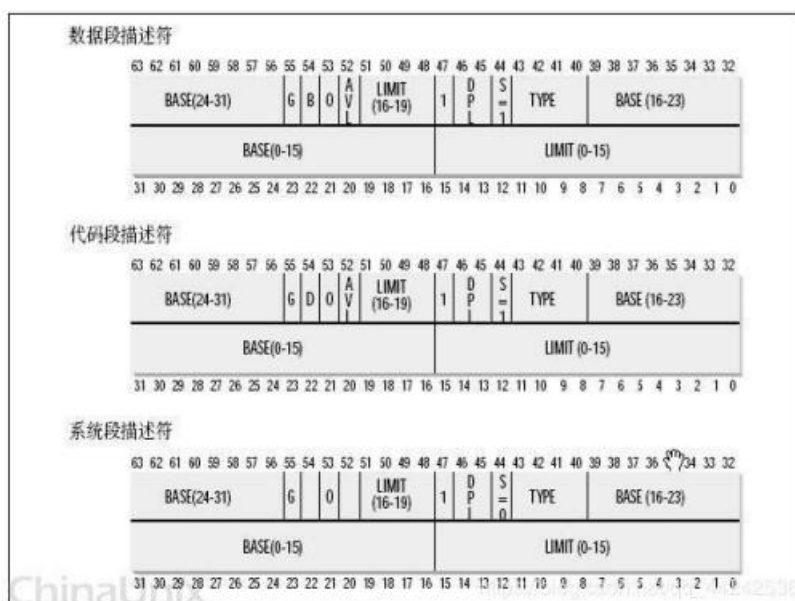 数据段描述符
63 62 61 60 59 58 57 56 55 54 53 52 51 50 49 48 47 46 45 44 43 42 41 40 39 38 37 36 35 34 33 32
BASE(24-31) G B 0 AVL LIMIT (16-19) 1 DPL S=1 TYPE BASE (16-23)
BASE(0-15) LIMIT (0-15)
31 30 29 28 27 26 25 24 23 22 21 20 19 18 17 16 15 14 13 12 11 10 9 8 7 6 5 4 3 2 1 0
代码段描述符
63 62 61 60 59 58 57 56 55 54 53 52 51 50 49 48 47 46 45 44 43 42 41 40 39 38 37 36 35 34 33 32
BASE(24-31) G D 0 AVL LIMIT (16-19) 1 DPL S=1 TYPE BASE (16-23)
BASE(0-15) LIMIT (0-15)
31 30 29 28 27 26 25 24 23 22 21 20 19 18 17 16 15 14 13 12 11 10 9 8 7 6 5 4 3 2 1 0
系统段描述符
63 62 61 60 59 58 57 56 55 54 53 52 51 50 49 48 47 46 45 44 43 42 41 40 39 38 37 36 34 33 32
BASE(24-31) G 0 LIMIT (16-19) 1 DPL S=0 TYPE BASE (16-23)
BASE(0-15) LIMIT (0-15)
31 30 29 28 27 26 25 24 23 22 21 20 19 18 17 16 15 14 13 12 11 10 9 8 7 6 5 4 3 2 1 0
ChinaUnix